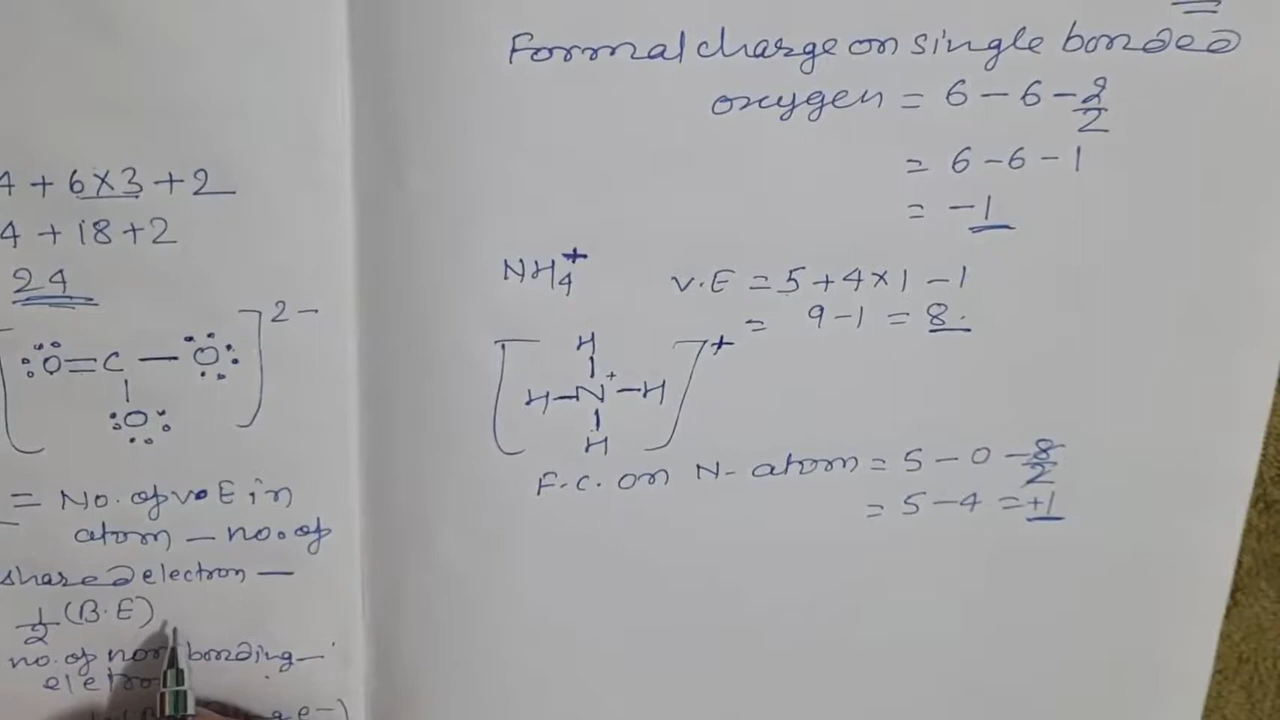 4 + 6×3 + 2
4 + 18 + 2
24
O = C — O ]2-
O
= No. of v.E in
atom — no. of
shared electron —
1/2 (B.E)
no. of non bonding —
eletro
Formal charge on single bonded
oxygen = 6 - 6 - 2/2
= 6 - 6 - 1
= -1
NH4+ V.E = 5 + 4×1 - 1
= 9 - 1 = 8.
[ H ]+
H - N+ - H
H
F.C. on N-atom = 5 - 0 - 8/2
= 5 - 4 = +1